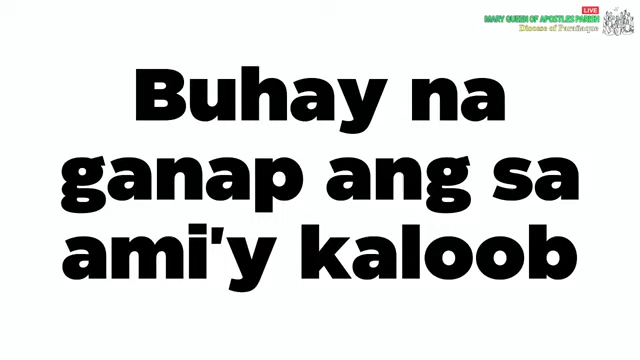 LIVE
MARY QUEEN OF APOSTLES PARISH
Diocese of Parañaque
Buhay na
ganap ang sa
ami'y kaloob